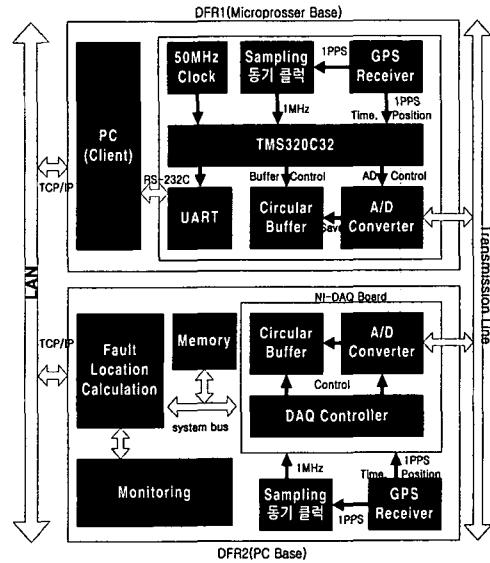 DFR1(Microprosser Base)
50MHz
Clock
Sampling
동기 클럭
1PPS
GPS
Receiver
PC
(Client)
1MHz
1PPS
Time.
Position
TMS320C32
TCP/IP
RS-232C
Buffer
Control
AD
Control
UART
Circular
Buffer
Save
A/D
Converter
LAN
Transmission Line
NI-DAQ Board
TCP/IP
Fault
Location
Calculation
Memory
Circular
Buffer
A/D
Converter
Control
system bus
DAQ Controller
Monitoring
1MHz
1PPS
Time.
Position
Sampling
동기 클럭
1PPS
GPS
Receiver
DFR2(PC Base)